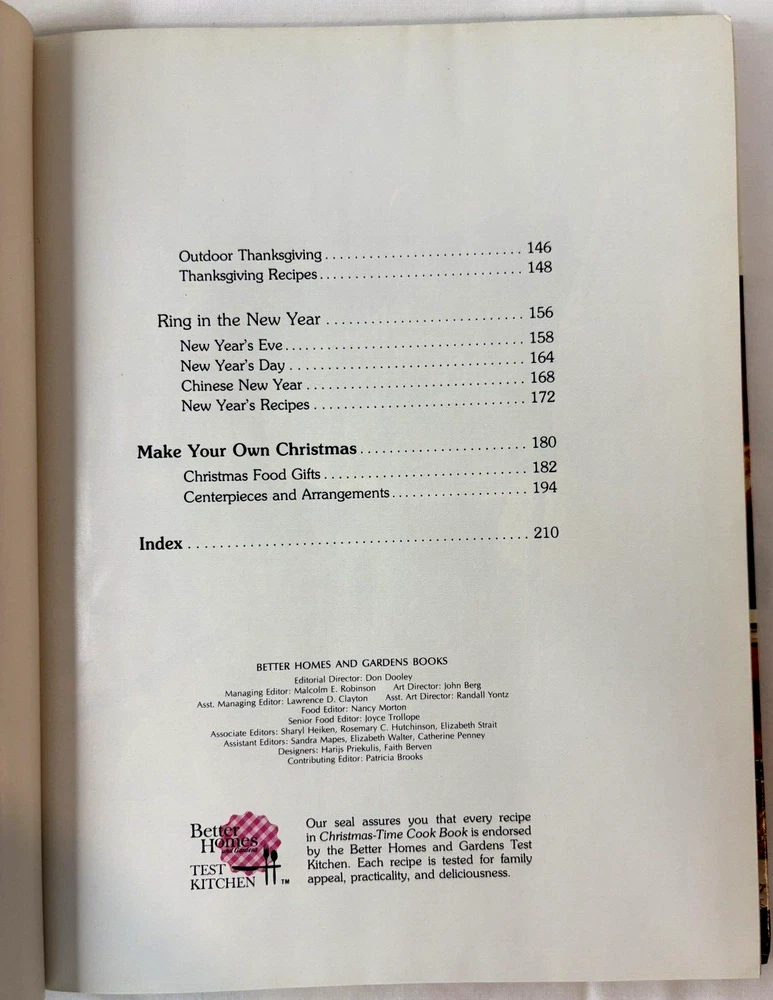 Outdoor Thanksgiving . . . . . . . . . . . . . . . . . . . . . . . . . 146
Thanksgiving Recipes . . . . . . . . . . . . . . . . . . . . . . . . . 148
Ring in the New Year . . . . . . . . . . . . . . . . . . . . . . . . . 156
New Year's Eve . . . . . . . . . . . . . . . . . . . . . . . . . . . . . 158
New Year's Day . . . . . . . . . . . . . . . . . . . . . . . . . . . . . 164
Chinese New Year . . . . . . . . . . . . . . . . . . . . . . . . . . . 168
New Year's Recipes . . . . . . . . . . . . . . . . . . . . . . . . . . 172
Make Your Own Christmas . . . . . . . . . . . . . . . . . . . . . 180
Christmas Food Gifts . . . . . . . . . . . . . . . . . . . . . . . . . 182
Centerpieces and Arrangements . . . . . . . . . . . . . . . . . 194
Index . . . . . . . . . . . . . . . . . . . . . . . . . . . . . . . . . . . . . . . . . . 210
BETTER HOMES AND GARDENS BOOKS
Editorial Director: Don Dooley
Managing Editor: Malcolm E. Robinson Art Director: John Berg
Asst. Managing Editor: Lawrence D. Clayton Asst. Art Director: Randall Yontz
Food Editor: Nancy Morton
Senior Food Editor: Joyce Trollope
Associate Editors: Sharyl Heiken, Rosemary C. Hutchinson, Elizabeth Strait
Assistant Editors: Sandra Mapes, Elizabeth Walter, Catherine Penney
Designers: Harijs Priekulis, Faith Berven
Contributing Editor: Patricia Brooks
Better
Homes
and Gardens
TEST
KITCHEN ™
Our seal assures you that every recipe
in Christmas-Time Cook Book is endorsed
by the Better Homes and Gardens Test
Kitchen. Each recipe is tested for family
appeal, practicality, and deliciousness.